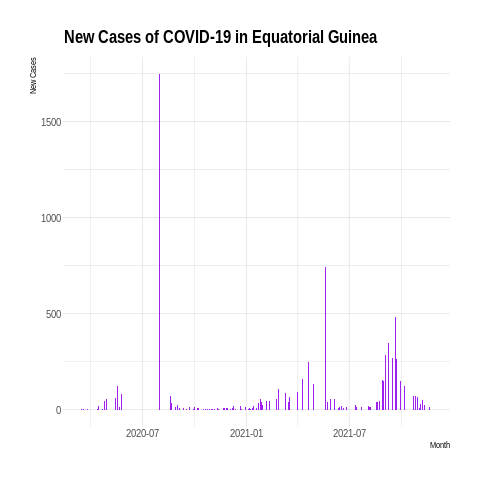 New Cases of COVID-19 in Equatorial Guinea
New Cases
1500
1000
500
0
2020-07
2021-01
2021-07
Month